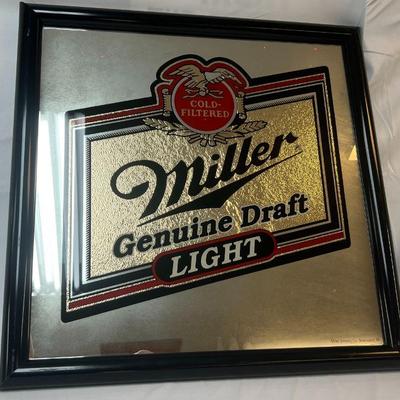 COLD-
FILTERED
Miller
Genuine Draft
LIGHT